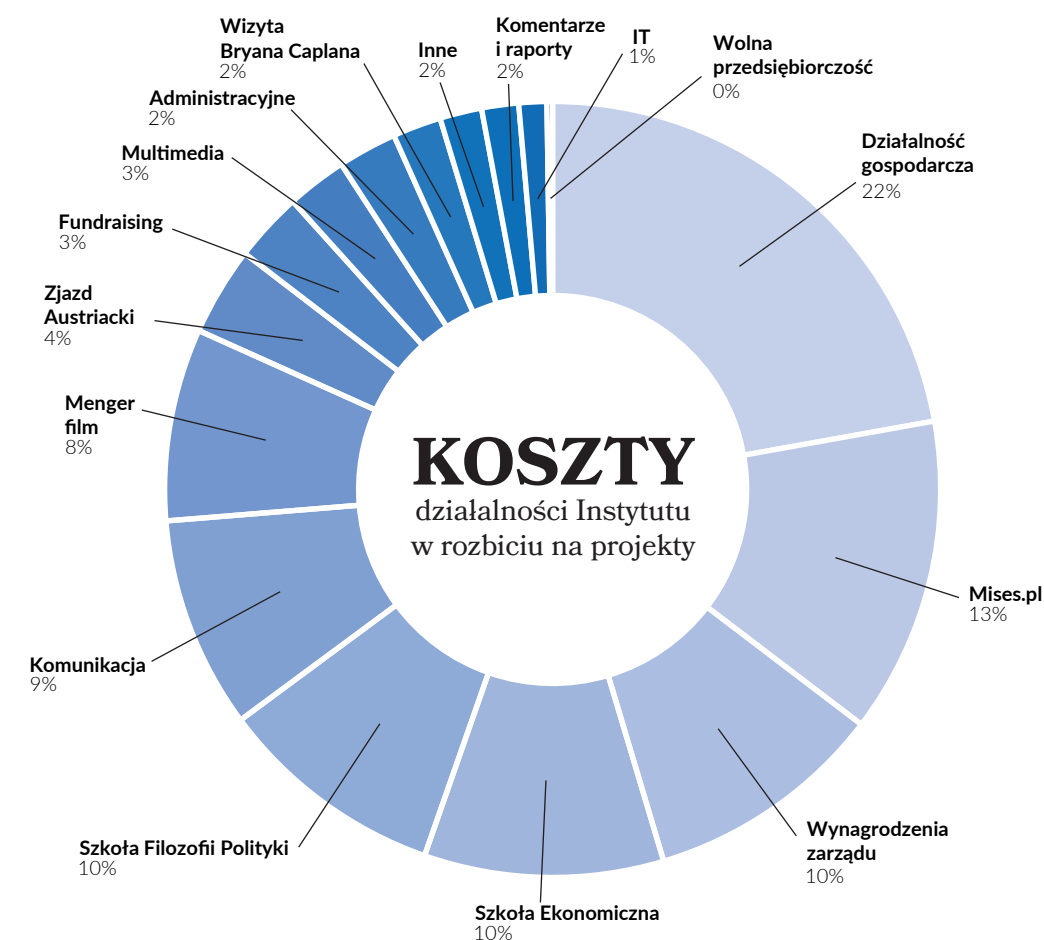 Wizyta
Bryana Caplana
2%
Inne
2%
Komentarze
i raporty
2%
IT
1%
Wolna
przedsiębiorczość
0%
Administracyjne
2%
Multimedia
3%
Działalność
gospodarcza
22%
Fundraising
3%
Zjazd
Austriacki
4%
Menger
film
8%
KOSZTY
działalności Instytutu
w rozbiciu na projekty
Mises.pl
13%
Komunikacja
9%
Wynagrodzenia
zarządu
10%
Szkoła Filozofii Polityki
10%
Szkoła Ekonomiczna
10%